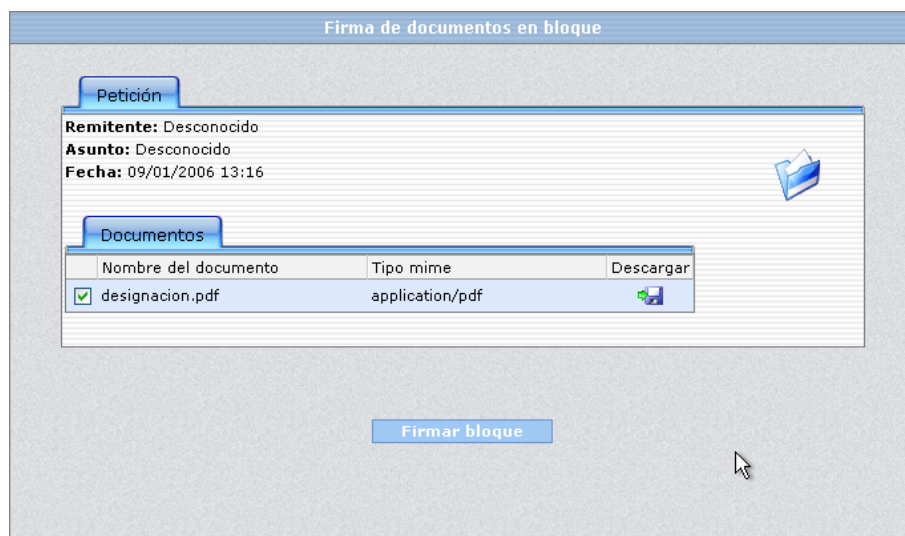 Firma de documentos en bloque
Petición
Remitente: Desconocido
Asunto: Desconocido
Fecha: 09/01/2006 13:16
Documentos
Nombre del documento Tipo mime Descargar
designacion.pdf application/pdf
Firmar bloque